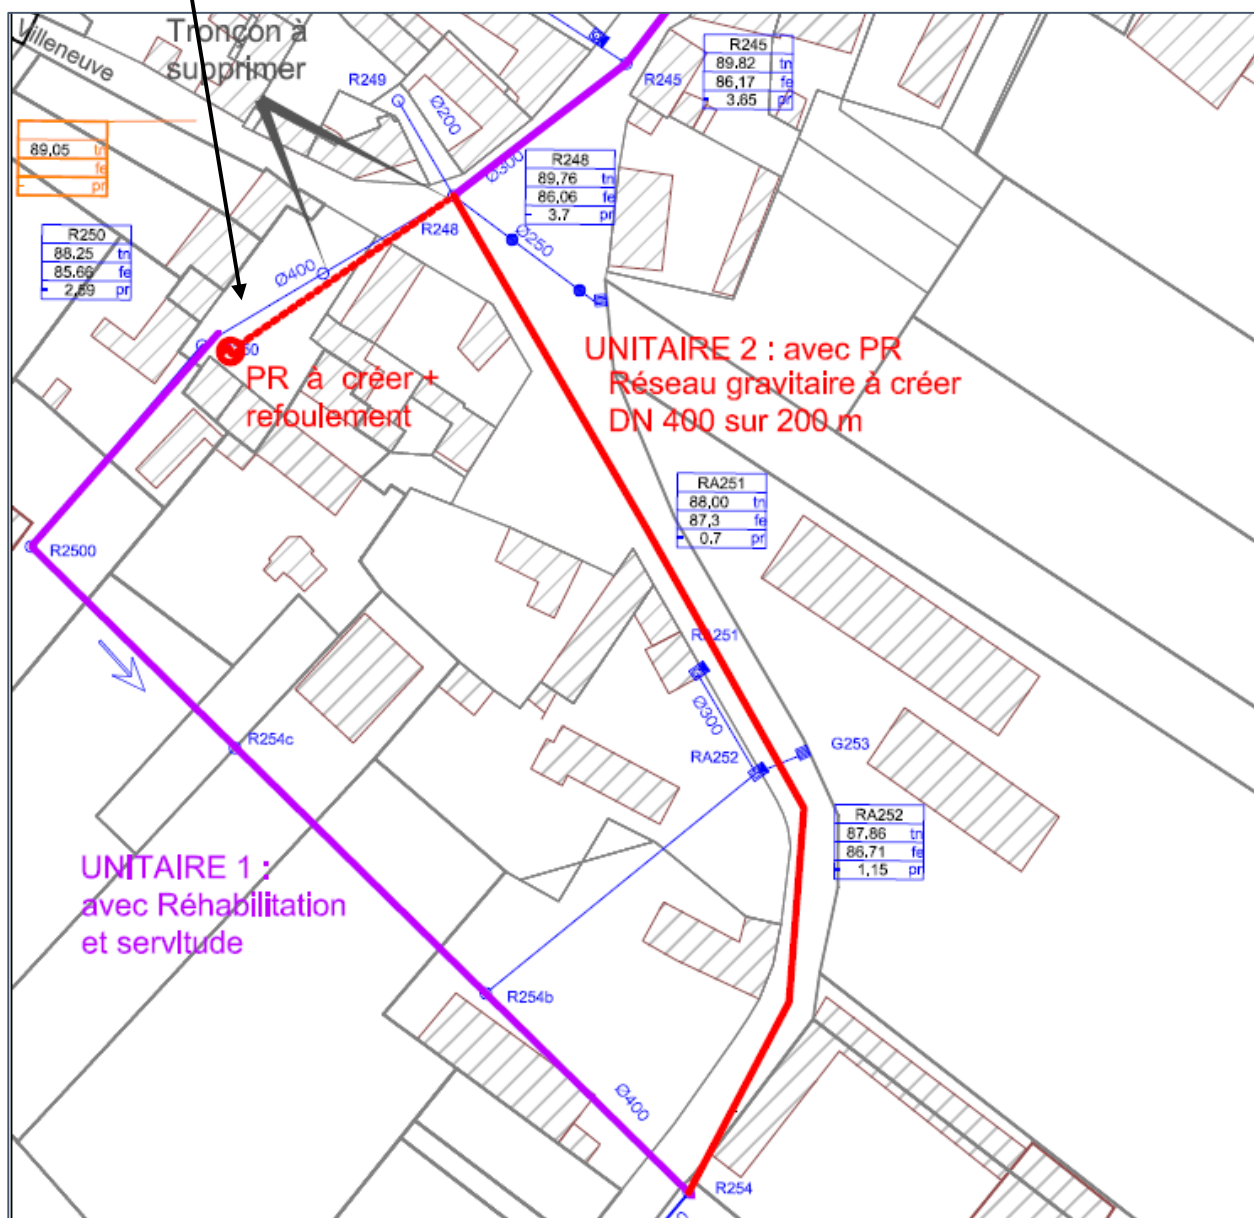 Villeneuve
Tronçon à
supprimer
R249
Ø200
R245
R245
89.82 tn
86,17 fe
- 3.65 pr
89,05 tr
fe
- pr
Ø300
R248
89,76 tn
86,06 fe
- 3.7 pr
R248
Ø250
R250
88.25 tn
85.66 fe
- 2,59 pr
Ø400
PR à créer +
refoulement
UNITAIRE 2 : avec PR
Réseau gravitaire à créer
DN 400 sur 200 m
RA251
88,00 tn
87,3 fe
- 0.7 pr
R2500
RA251
Ø300
R254c
RA252
G253
RA252
87,86 tn
86,71 fe
- 1,15 pr
UNITAIRE 1 :
avec Réhabilitation
et servitude
R254b
Ø400
R254